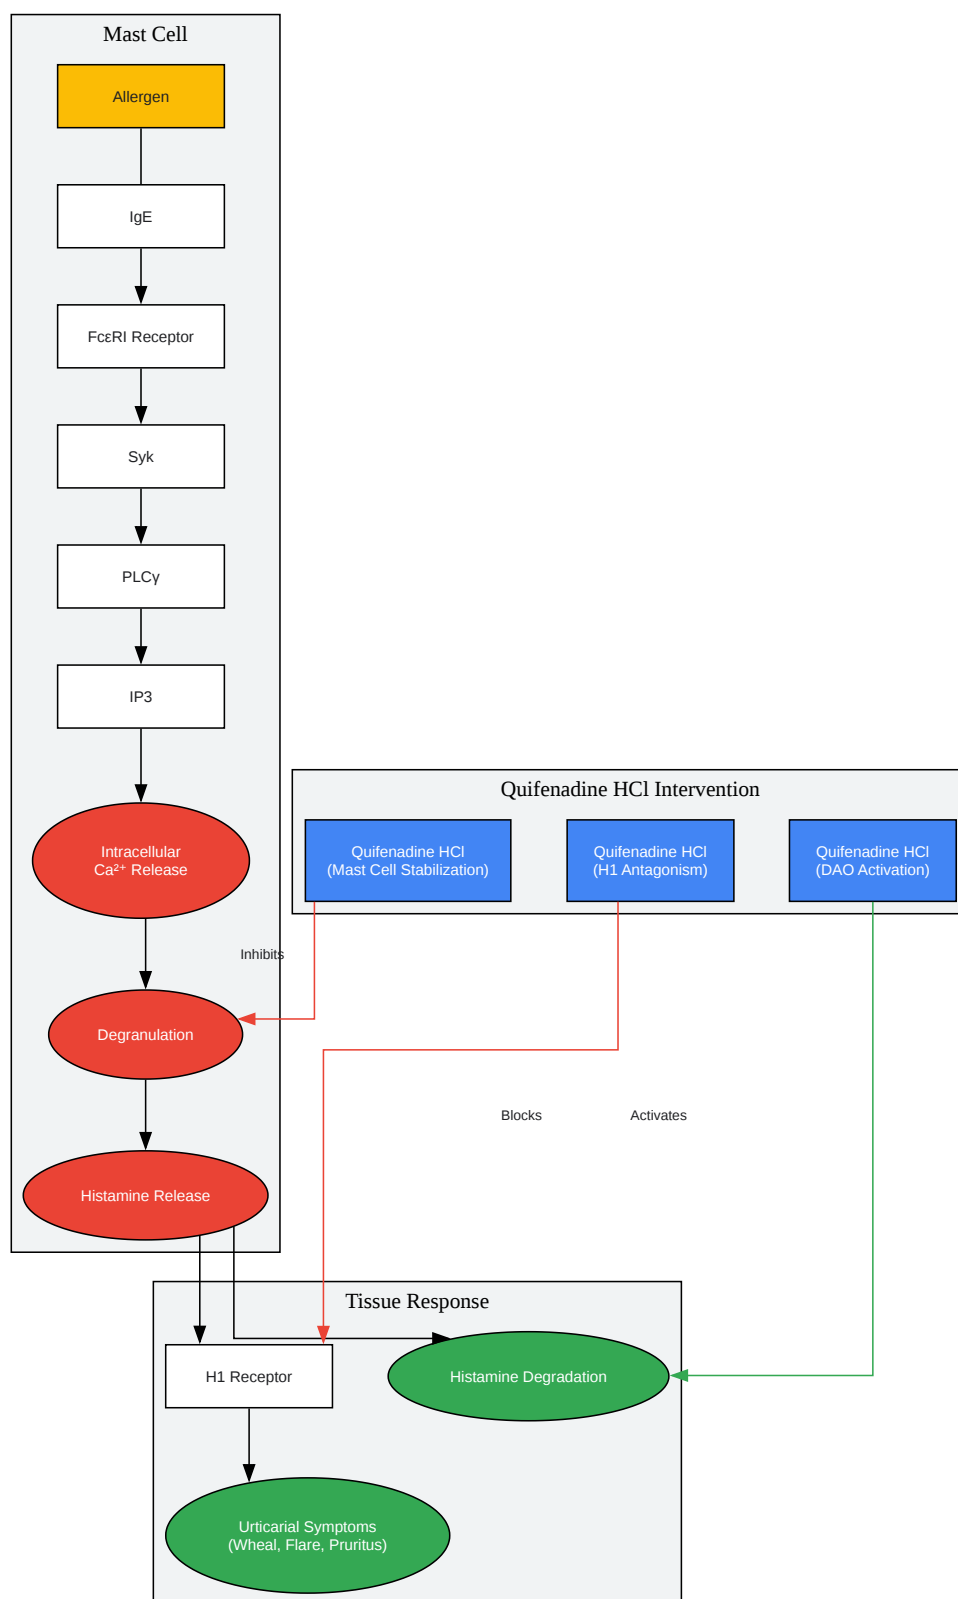 Mast Cell
Allergen
IgE
FcεRI Receptor
Syk
PLCγ
IP3
Intracellular
Ca²⁺ Release
Degranulation
Histamine Release
Quifenadine HCl Intervention
Quifenadine HCl
(Mast Cell Stabilization)
Quifenadine HCl
(H1 Antagonism)
Quifenadine HCl
(DAO Activation)
Inhibits
Blocks
Activates
Tissue Response
H1 Receptor
Histamine Degradation
Urticarial Symptoms
(Wheal, Flare, Pruritus)